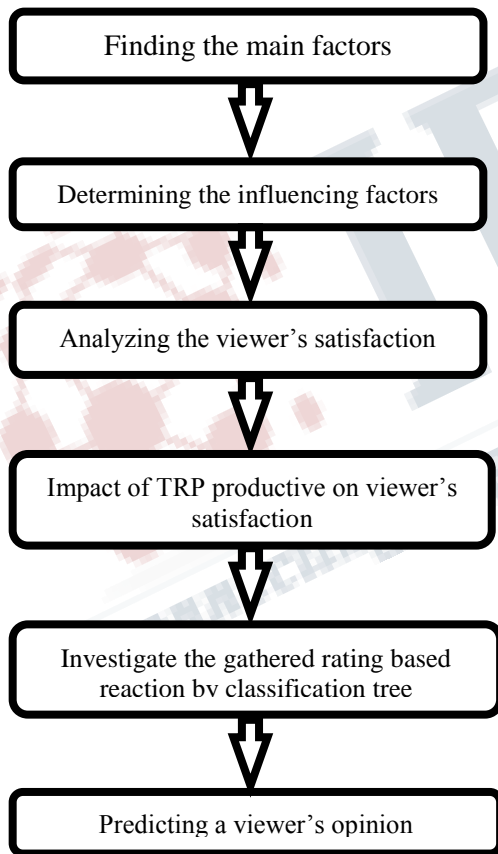 Finding the main factors
Determining the influencing factors
Analyzing the viewer's satisfaction
Impact of TRP productive on viewer's
satisfaction
Investigate the gathered rating based
reaction by classification tree
Predicting a viewer's opinion